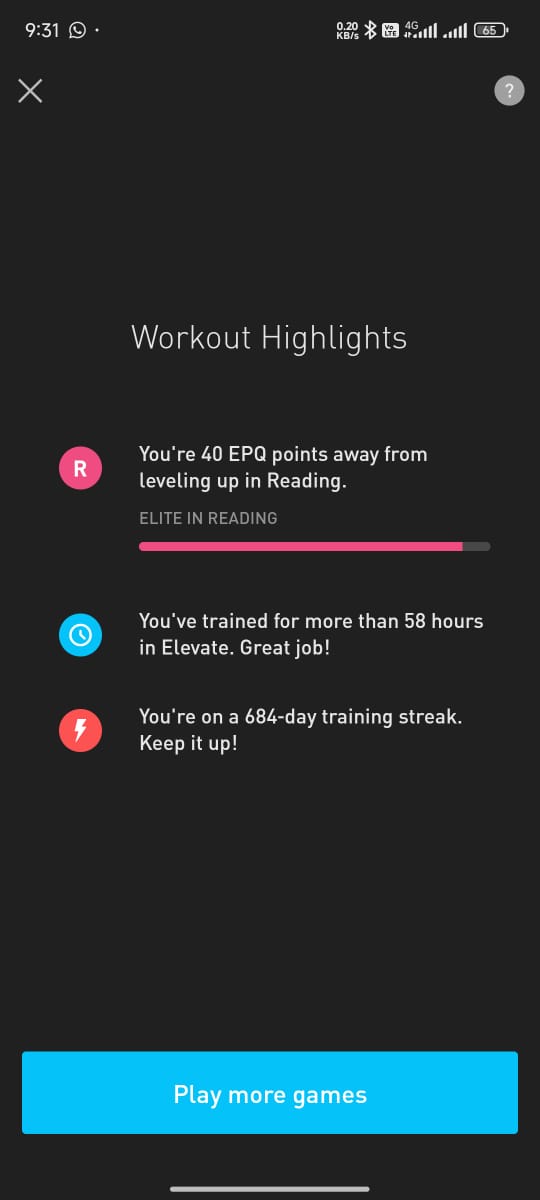 9:31
0.20
KB/s
Vo
LTE
4G
65
?
Workout Highlights
R
You're 40 EPQ points away from
leveling up in Reading.
ELITE IN READING
You've trained for more than 58 hours
in Elevate. Great job!
You're on a 684-day training streak.
Keep it up!
Play more games